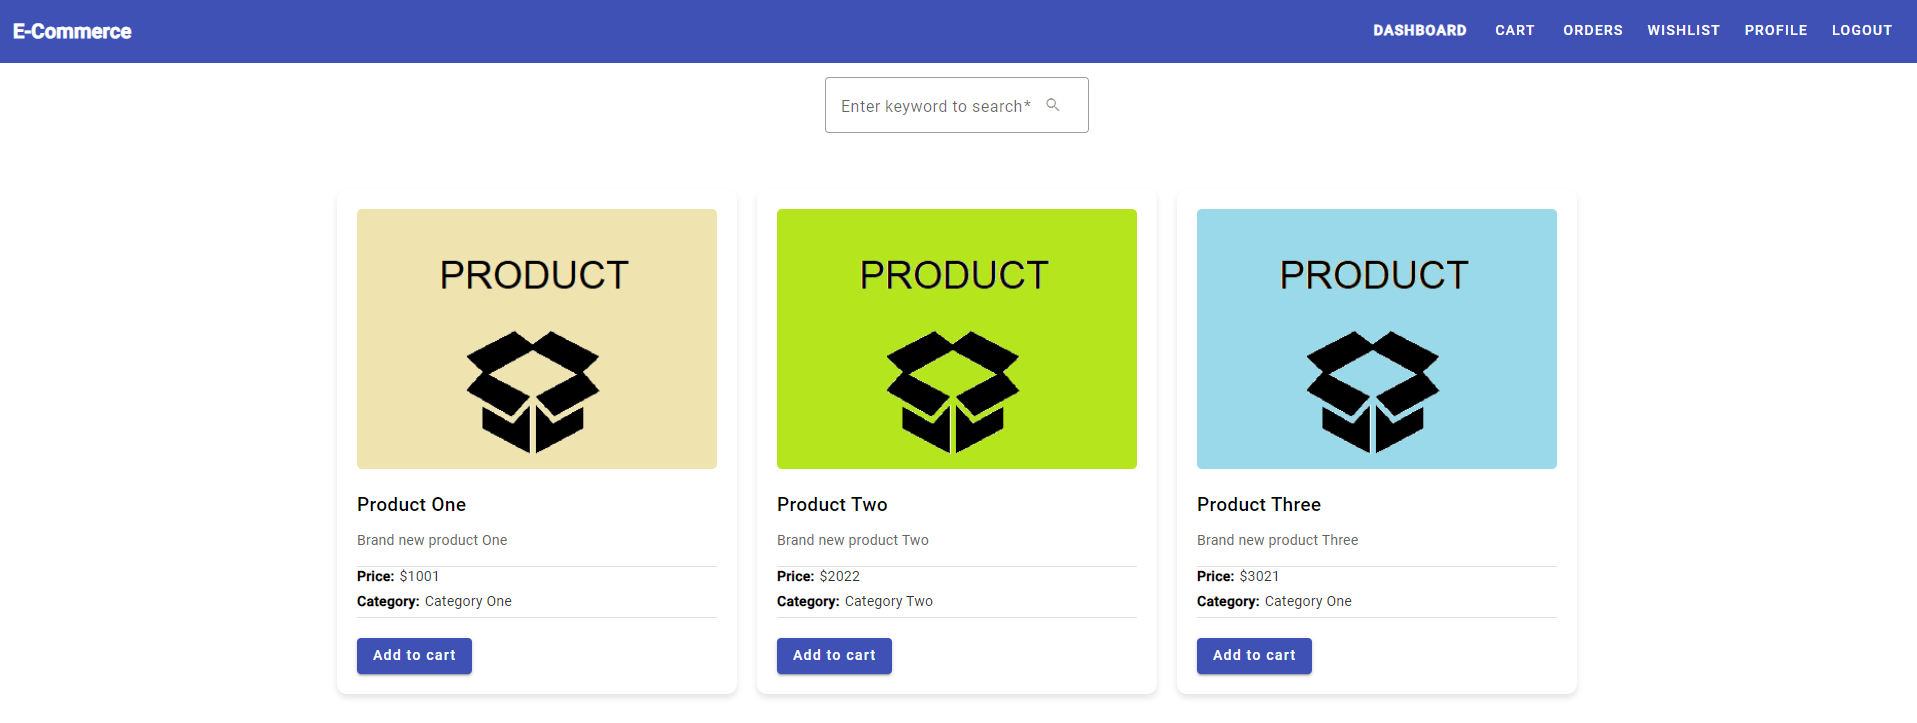 E-Commerce
DASHBOARD CART ORDERS WISHLIST PROFILE LOGOUT
Enter keyword to search*
PRODUCT
Product One
Brand new product One
Price: $1001
Category: Category One
Add to cart
PRODUCT
Product Two
Brand new product Two
Price: $2022
Category: Category Two
Add to cart
PRODUCT
Product Three
Brand new product Three
Price: $3021
Category: Category One
Add to cart